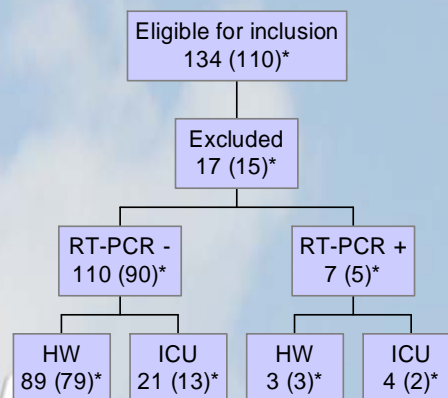 Eligible for inclusion
134 (110)*
Excluded
17 (15)*
RT-PCR -
110 (90)*
RT-PCR +
7 (5)*
HW
89 (79)*
ICU
21 (13)*
HW
3 (3)*
ICU
4 (2)*